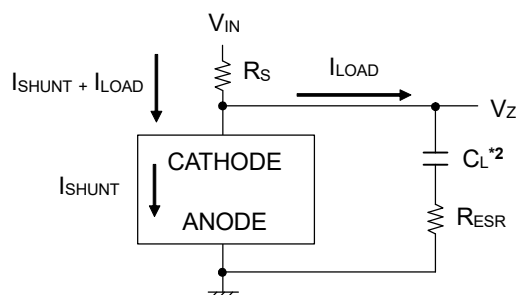 VIN
RS
ILOAD
ISHUNT + ILOAD
VZ
CATHODE
CL*2
ISHUNT
ANODE
RESR